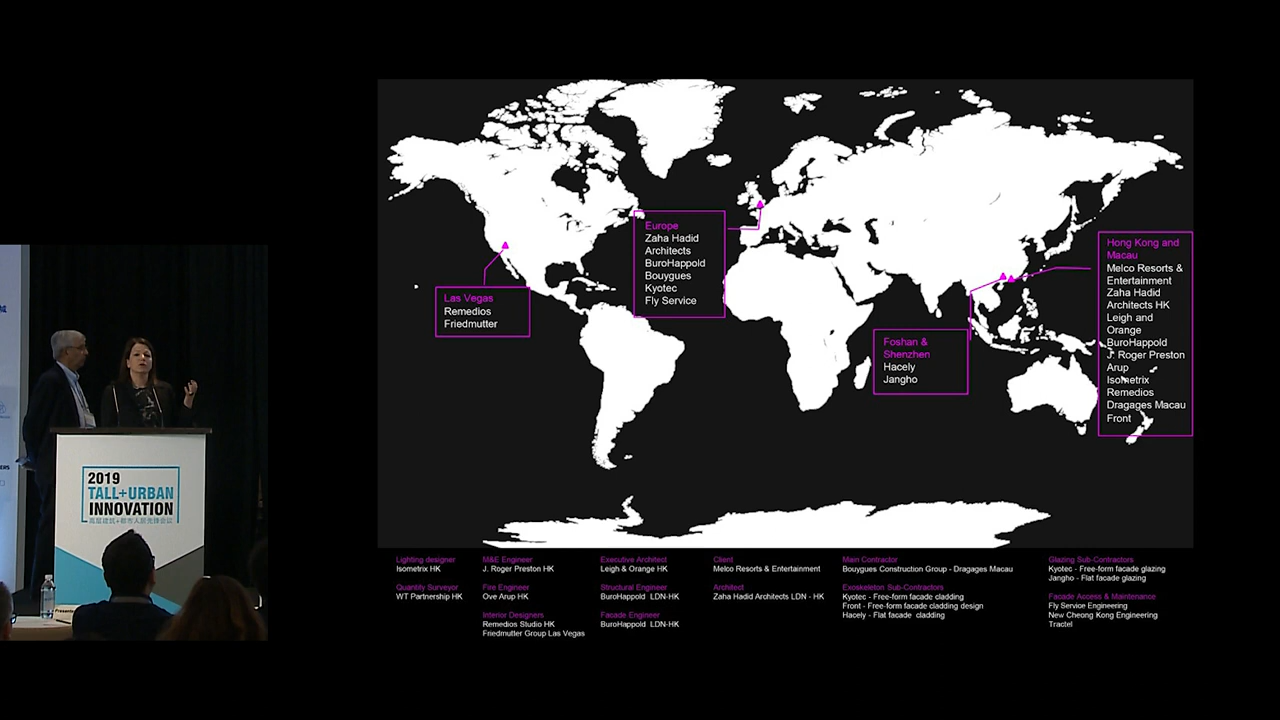 2019
TALL+URBAN
INNOVATION
Las Vegas
Remedios
Friedmutter
Europe
Zaha Hadid
Architects
BuroHappold
Bouygues
Kyotec
Fly Service
Foshan &
Shenzhen
Hacely
Jangho
Hong Kong and
Macau
Melco Resorts &
Entertainment
Zaha Hadid
Architects HK
Leigh and
Orange
BuroHappold
J. Roger Preston
Arup
Isometrix
Remedios
Dragages Macau
Front
Lighting designer
Isometrix HK
Quantity Surveyor
WT Partnership HK
M&E Engineer
J. Roger Preston HK
Fire Engineer
Ove Arup HK
Interior Designers
Remedios Studio HK
Friedmutter Group Las Vegas
Executive Architect
Leigh & Orange HK
Structural Engineer
BuroHappold LDN-HK
Facade Engineer
BuroHappold LDN-HK
Client
Melco Resorts & Entertainment
Architect
Zaha Hadid Architects LDN - HK
Main Contractor
Bouygues Construction Group - Dragages Macau
Exoskeleton Sub-Contractors
Kyotec - Free-form facade cladding
Front - Free-form facade cladding design
Hacely - Flat facade cladding
Glazing Sub-Contractors
Kyotec - Free-form facade glazing
Jangho - Flat facade glazing
Facade Access & Maintenance
Fly Service Engineering
New Cheong Kong Engineering
Tractel